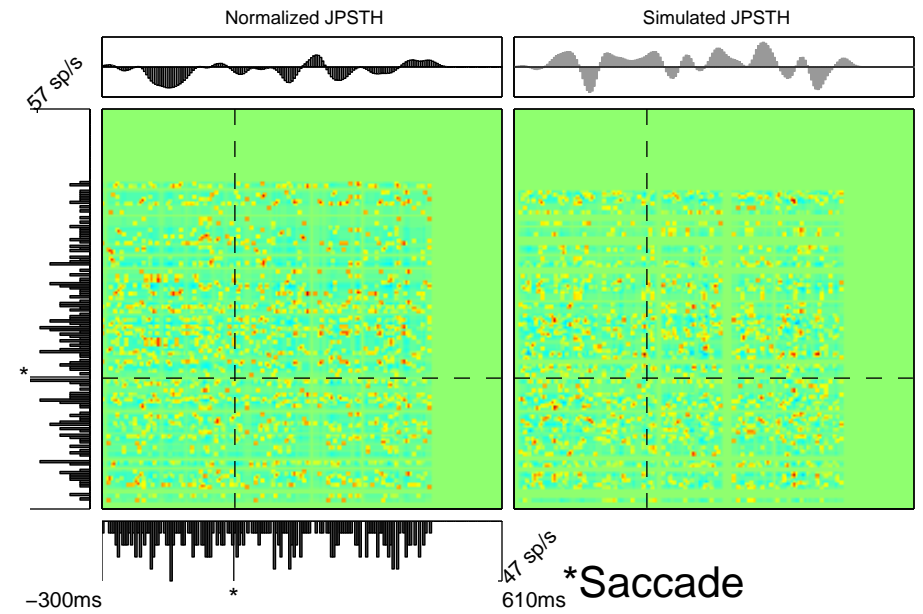 Normalized JPSTH
Simulated JPSTH
57 sp/s
*
47 sp/s
*
*Saccade
−300ms
610ms